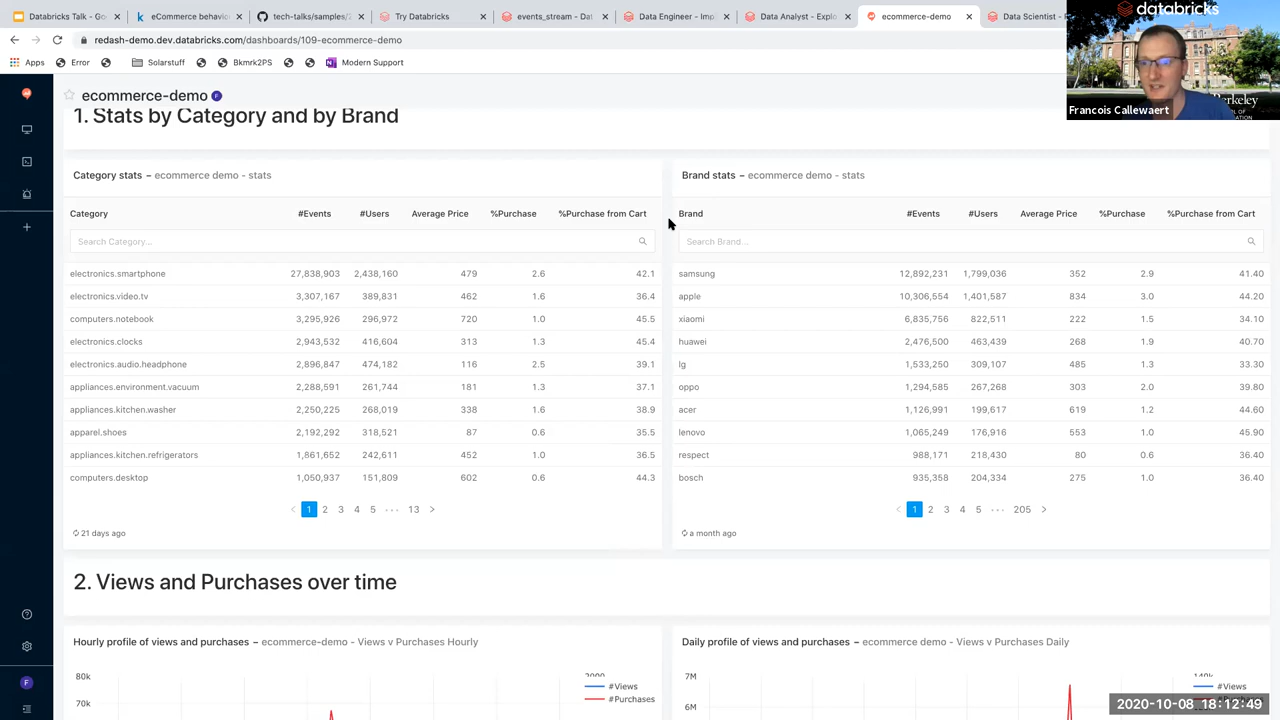 Databricks Talk - Goo
eCommerce behavio
tech-talks/samples/2
Try Databricks
events_stream - Dat
Data Engineer - Imp
Data Analyst - Explo
ecommerce-demo
Data Scientist -
databricks
redash-demo.dev.databricks.com/dashboards/109-ecommerce-demo
Apps
Error
Solarstuff
Bkmrk2PS
Modern Support
Francois Callewaert
ecommerce-demo
1. Stats by Category and by Brand
Category stats – ecommerce demo - stats
Category #Events #Users Average Price %Purchase %Purchase from Cart
Search Category...
electronics.smartphone 27,838,903 2,438,160 479 2.6 42.1
electronics.video.tv 3,307,167 389,831 462 1.6 36.4
computers.notebook 3,295,926 296,972 720 1.0 45.5
electronics.clocks 2,943,532 416,604 313 1.3 45.4
electronics.audio.headphone 2,896,847 474,182 116 2.5 39.1
appliances.environment.vacuum 2,288,591 261,744 181 1.3 37.1
appliances.kitchen.washer 2,250,225 268,019 338 1.6 38.9
apparel.shoes 2,192,292 318,521 87 0.6 35.5
appliances.kitchen.refrigerators 1,861,652 242,611 452 1.0 36.5
computers.desktop 1,050,937 151,809 602 0.6 44.3
1 2 3 4 5 ... 13
21 days ago
Brand stats – ecommerce demo - stats
Brand #Events #Users Average Price %Purchase %Purchase from Cart
Search Brand...
samsung 12,892,231 1,799,036 352 2.9 41.40
apple 10,306,554 1,401,587 834 3.0 44.20
xiaomi 6,835,756 822,511 222 1.5 34.10
huawei 2,476,500 463,439 268 1.9 40.70
lg 1,533,250 309,107 485 1.3 33.30
oppo 1,294,585 267,268 303 2.0 39.80
acer 1,126,991 199,617 619 1.2 44.60
lenovo 1,065,249 176,916 553 1.0 45.90
respect 988,171 218,430 80 0.6 36.40
bosch 935,358 204,334 275 1.0 36.40
1 2 3 4 5 ... 205
a month ago
2. Views and Purchases over time
Hourly profile of views and purchases – ecommerce-demo - Views v Purchases Hourly
80k
70k
2000
#Views
#Purchases
Daily profile of views and purchases – ecommerce demo - Views v Purchases Daily
7M
6M
140k
#Views
#Purchases
2020-10-08 18:12:49